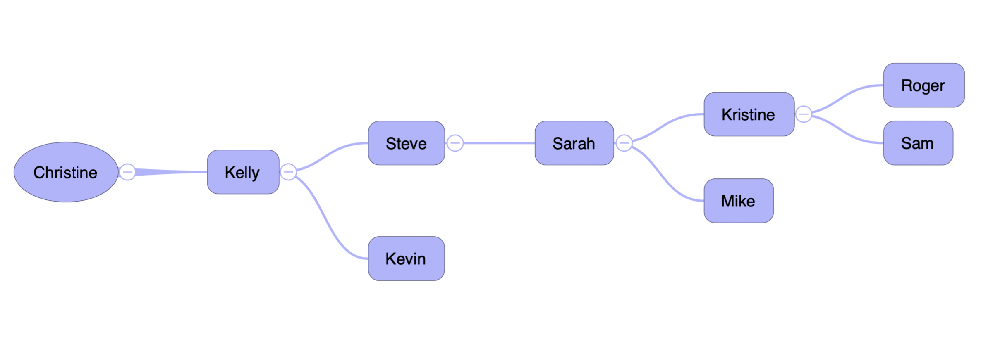 Christine
Kelly
Steve
Sarah
Kristine
Roger
Sam
Mike
Kevin